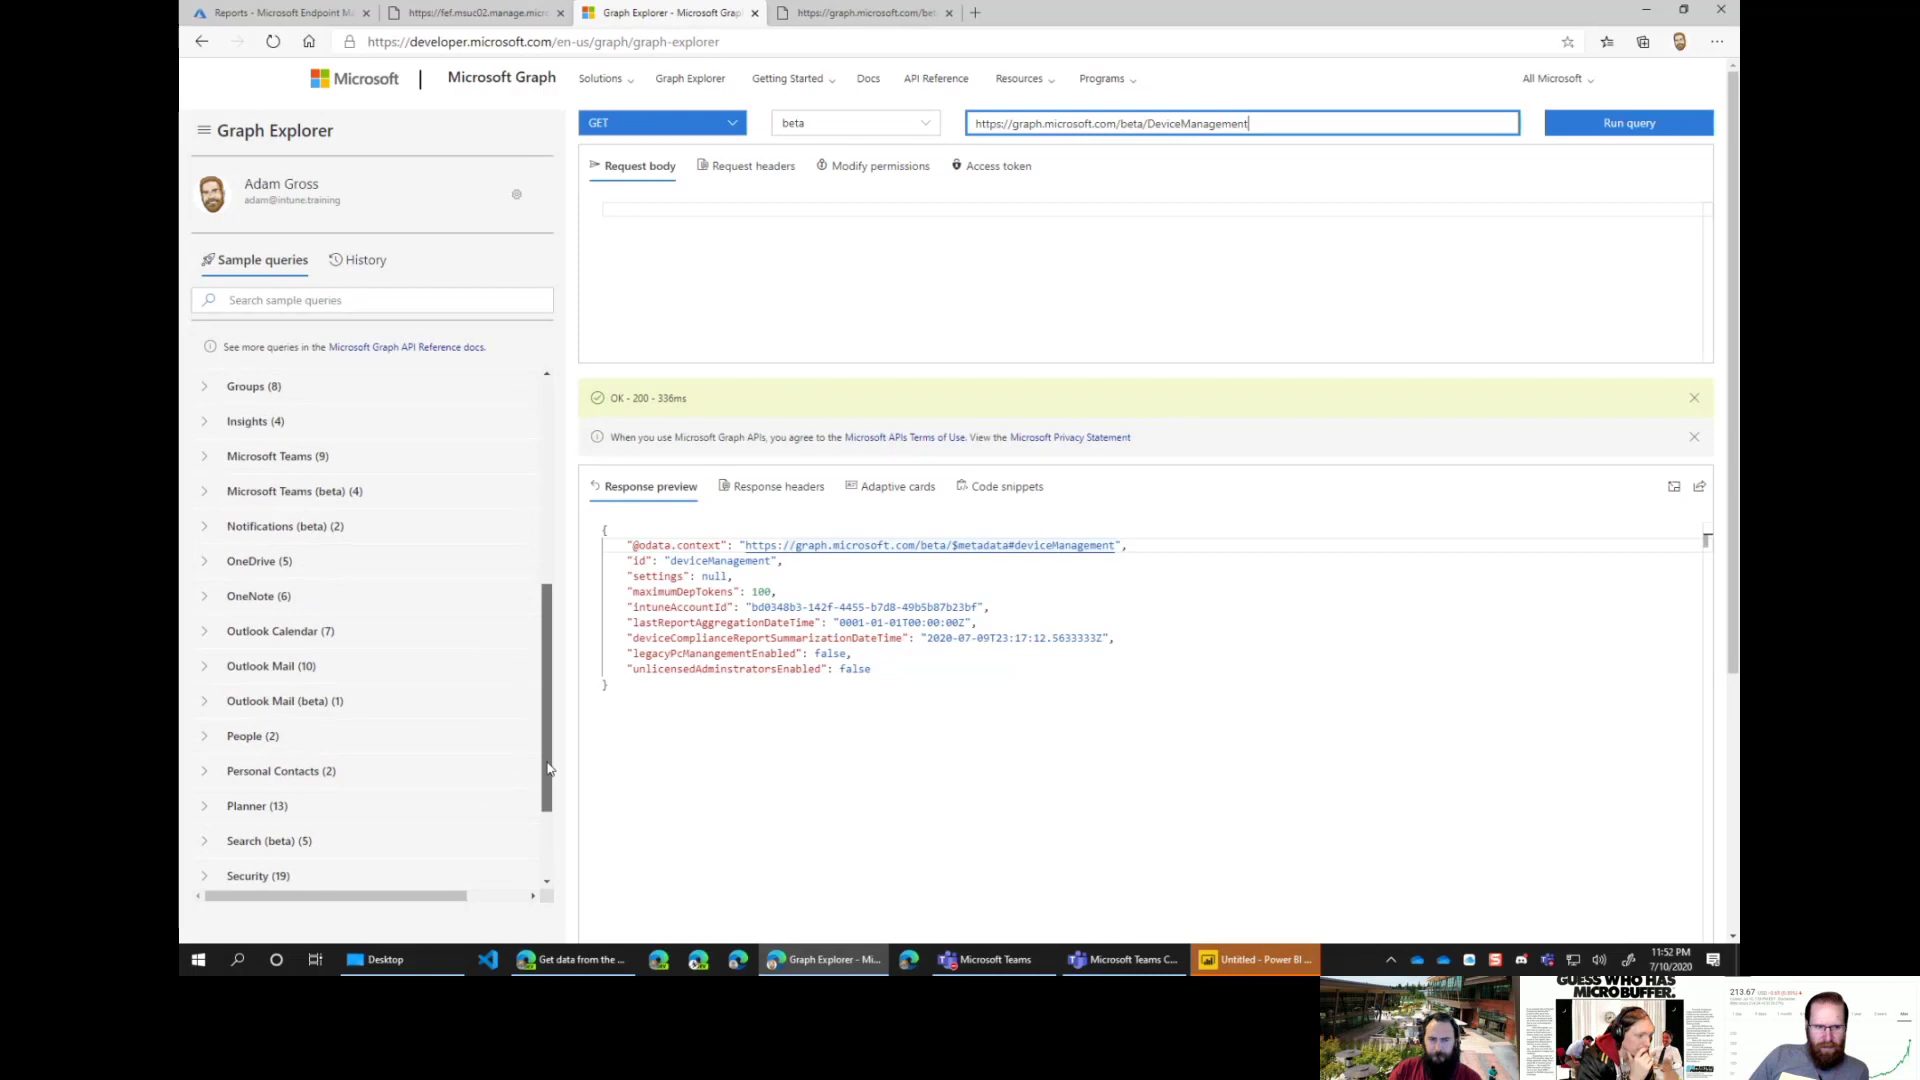 Reports - Microsoft Endpoint M
https://fef.msuc02.manage.micr
Graph Explorer - Microsoft Grap
https://graph.microsoft.com/bet
https://developer.microsoft.com/en-us/graph/graph-explorer
Microsoft
Microsoft Graph
Solutions
Graph Explorer
Getting Started
Docs
API Reference
Resources
Programs
All Microsoft
Graph Explorer
GET
beta
https://graph.microsoft.com/beta/DeviceManagement
Run query
Request body
Request headers
Modify permissions
Access token
Adam Gross
adam@intune.training
Sample queries
History
Search sample queries
See more queries in the Microsoft Graph API Reference docs.
Groups (8)
Insights (4)
Microsoft Teams (9)
Microsoft Teams (beta) (4)
Notifications (beta) (2)
OneDrive (5)
OneNote (6)
Outlook Calendar (7)
Outlook Mail (10)
Outlook Mail (beta) (1)
People (2)
Personal Contacts (2)
Planner (13)
Search (beta) (5)
Security (19)
OK - 200 - 336ms
When you use Microsoft Graph APIs, you agree to the Microsoft APIs Terms of Use. View the Microsoft Privacy Statement
Response preview
Response headers
Adaptive cards
Code snippets
{
"@odata.context": "https://graph.microsoft.com/beta/$metadata#deviceManagement",
"id": "deviceManagement",
"settings": null,
"maximumDepTokens": 100,
"intuneAccountId": "bd0348b3-142f-4455-b7d8-49b5b87b23bf",
"lastReportAggregationDateTime": "0001-01-01T00:00:00Z",
"deviceComplianceReportSummarizationDateTime": "2020-07-09T23:17:12.5633333Z",
"legacyPcManangementEnabled": false,
"unlicensedAdminstratorsEnabled": false
}
Desktop
Get data from the ...
Graph Explorer - Mi...
Microsoft Teams
Microsoft Teams C...
Untitled - Power BI ...
11:52 PM
7/10/2020
GUESS WHO HAS
MICROBUFFER.
213.67